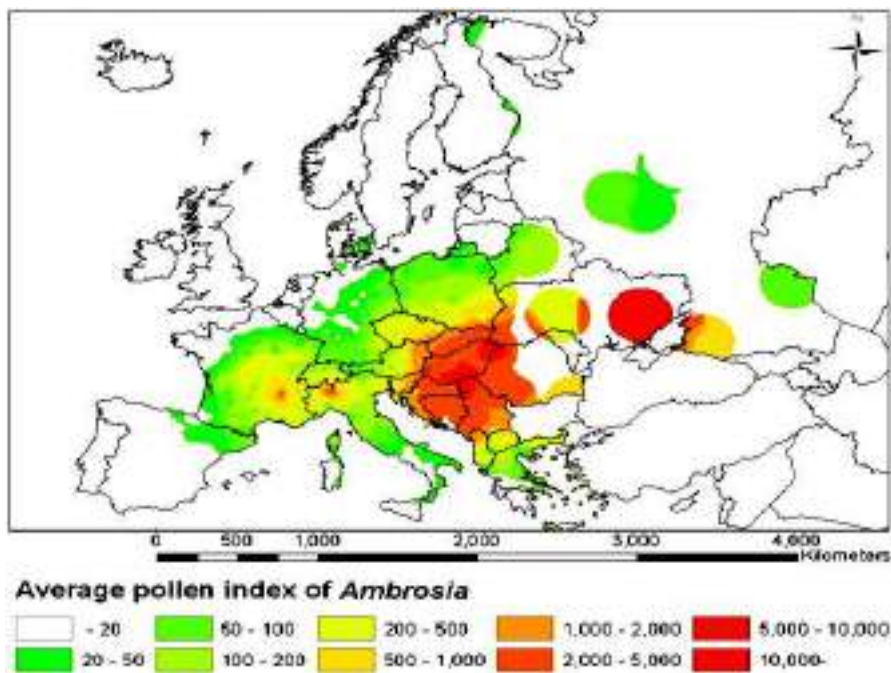 0 500 1,000 2,000 3,000 4,000
Kilometers
Average pollen index of Ambrosia
- 20 50 - 100 200 - 500 1,000 - 2,000 5,000 - 10,000
20 - 50 100 - 200 500 - 1,000 2,000 - 5,000 10,000-